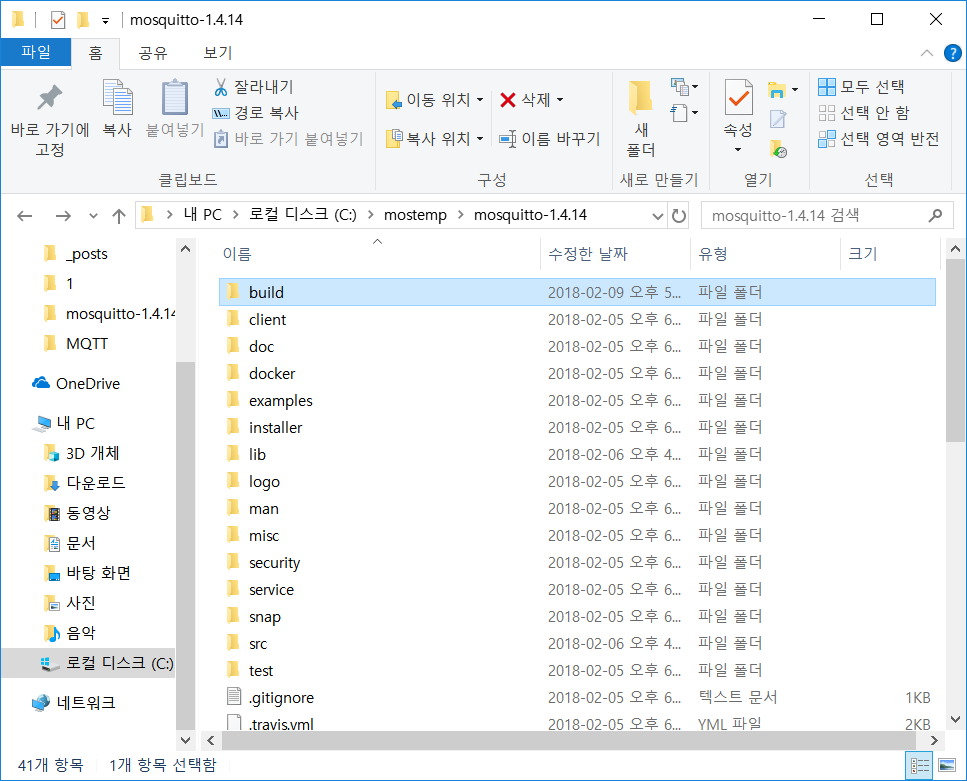 mosquitto-1.4.14
파일 홈 공유 보기
바로 가기에 고정
복사
붙여넣기
잘라내기
경로 복사
바로 가기 붙여넣기
클립보드
이동 위치
복사 위치
삭제
이름 바꾸기
구성
새 폴더
새로 만들기
속성
열기
모두 선택
선택 안 함
선택 영역 반전
선택
내 PC > 로컬 디스크 (C:) > mostemp > mosquitto-1.4.14
mosquitto-1.4.14 검색
_posts
1
mosquitto-1.4.14
MQTT
OneDrive
내 PC
3D 개체
다운로드
동영상
문서
바탕 화면
사진
음악
로컬 디스크 (C:)
네트워크
이름 수정한 날짜 유형 크기
build 2018-02-09 오후 5... 파일 폴더
client 2018-02-05 오후 6... 파일 폴더
doc 2018-02-05 오후 6... 파일 폴더
docker 2018-02-05 오후 6... 파일 폴더
examples 2018-02-05 오후 6... 파일 폴더
installer 2018-02-05 오후 6... 파일 폴더
lib 2018-02-06 오후 4... 파일 폴더
logo 2018-02-05 오후 6... 파일 폴더
man 2018-02-05 오후 6... 파일 폴더
misc 2018-02-05 오후 6... 파일 폴더
security 2018-02-05 오후 6... 파일 폴더
service 2018-02-05 오후 6... 파일 폴더
snap 2018-02-05 오후 6... 파일 폴더
src 2018-02-06 오후 4... 파일 폴더
test 2018-02-05 오후 6... 파일 폴더
.gitignore 2018-02-05 오후 6... 텍스트 문서 1KB
.travis.yml 2018-02-05 오후 6... YML 파일 2KB
41개 항목 1개 항목 선택함